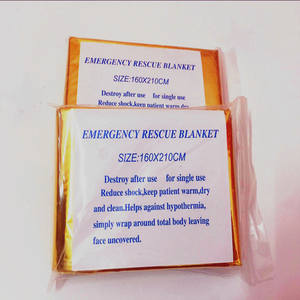 EMERGENCY RESCUE BLANKET
SIZE:160X210CM
Destroy after use for single use
Reduce shock,keep patient warm,dry
EMERGENCY RESCUE BLANKET
SIZE:160X210CM
Destroy after use for single use
Reduce shock,keep patient warm,dry
and clean.Helps against hypothermia,
simply wrap around total body leaving
face uncovered.